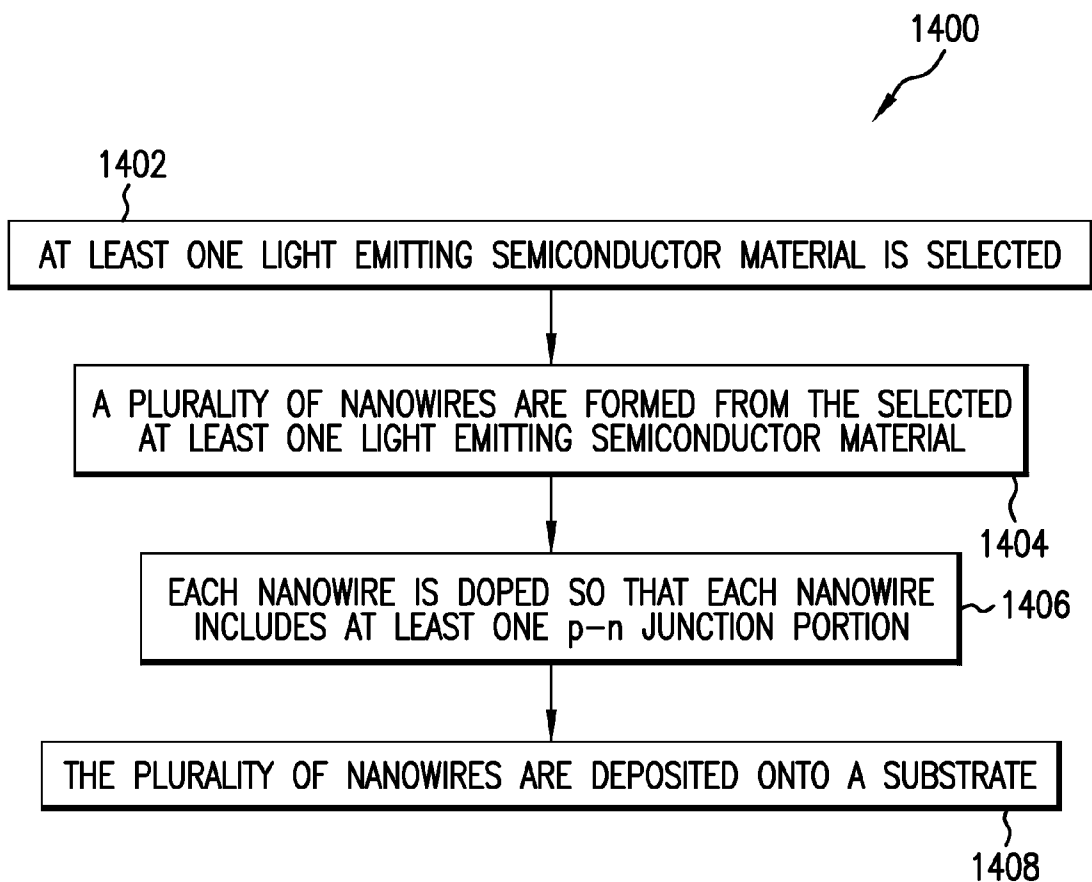 1400
1402
AT LEAST ONE LIGHT EMITTING SEMICONDUCTOR MATERIAL IS SELECTED
A PLURALITY OF NANOWIRES ARE FORMED FROM THE SELECTED
AT LEAST ONE LIGHT EMITTING SEMICONDUCTOR MATERIAL
1404
EACH NANOWIRE IS DOPED SO THAT EACH NANOWIRE
INCLUDES AT LEAST ONE p-n JUNCTION PORTION
1406
THE PLURALITY OF NANOWIRES ARE DEPOSITED ONTO A SUBSTRATE
1408